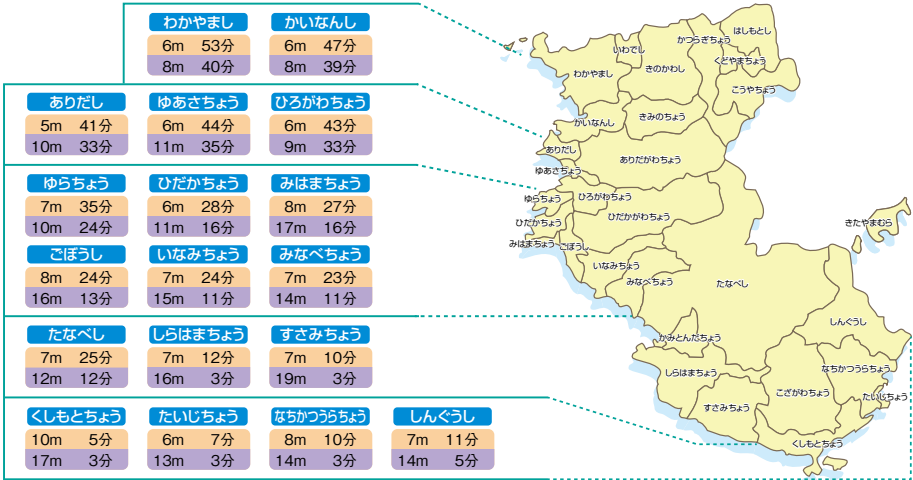 わかやまし かいなんし
6m 53分 6m 47分
8m 40分 8m 39分
ありだし ゆあさちょう ひろがわちょう
5m 41分 6m 44分 6m 43分
10m 33分 11m 35分 9m 33分
ゆらちょう ひだかちょう みはまちょう
7m 35分 6m 28分 8m 27分
10m 24分 11m 16分 17m 16分
ごぼうし いなみちょう みなべちょう
8m 24分 7m 24分 7m 23分
16m 13分 15m 11分 14m 11分
たなべし しらはまちょう すさみちょう
7m 25分 7m 12分 7m 10分
12m 12分 16m 3分 19m 3分
くしもとちょう たいじちょう なちかつうらちょう しんぐうし
10m 5分 6m 7分 8m 10分 7m 11分
17m 3分 13m 3分 14m 3分 14m 5分
はしもとし
かつらぎちょう
いわでし
くどやまちょう
わかやまし
きのかわし
こうやちょう
かいなんし
きみのちょう
ありだし
ありだがわちょう
ゆあさちょう
ゆらちょう
ひろがわちょう
ひだかちょう
ひだかがわちょう
きたやまむら
みはまちょう
ごぼうし
いなみちょう
みなべちょう
たなべし
しんぐうし
かみとんだちょう
しらはまちょう
なちかつうらちょう
こざがわちょう
たいじちょう
すさみちょう
くしもとちょう